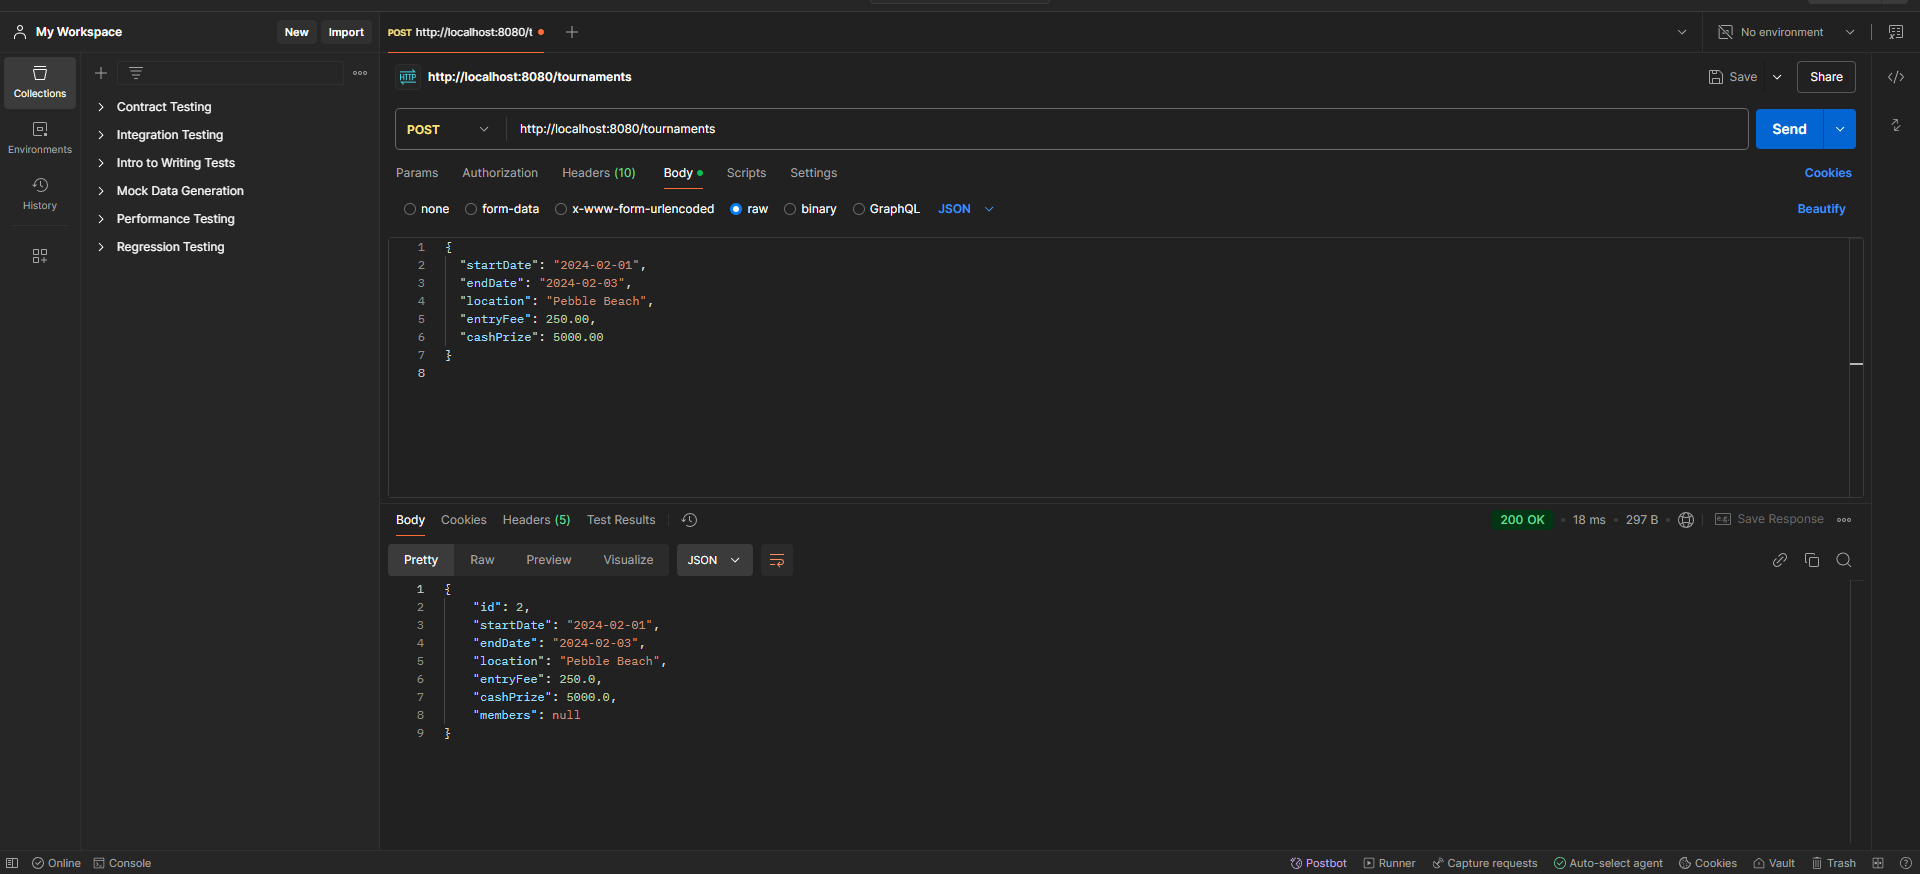 My Workspace
New
Import
POST http://localhost:8080/t
No environment
Collections
Environments
History
Contract Testing
Integration Testing
Intro to Writing Tests
Mock Data Generation
Performance Testing
Regression Testing
HTTP http://localhost:8080/tournaments
Save
Share
POST http://localhost:8080/tournaments
Send
Params Authorization Headers (10) Body Scripts Settings Cookies
none form-data x-www-form-urlencoded raw binary GraphQL JSON Beautify
1 {
2 "startDate": "2024-02-01",
3 "endDate": "2024-02-03",
4 "location": "Pebble Beach",
5 "entryFee": 250.00,
6 "cashPrize": 5000.00
7 }
8
Body Cookies Headers (5) Test Results 200 OK • 18 ms • 297 B • e.g. Save Response
Pretty Raw Preview Visualize JSON
1 {
2 "id": 2,
3 "startDate": "2024-02-01",
4 "endDate": "2024-02-03",
5 "location": "Pebble Beach",
6 "entryFee": 250.0,
7 "cashPrize": 5000.0,
8 "members": null
9 }
Online Console Postbot Runner Capture requests Auto-select agent Cookies Vault Trash